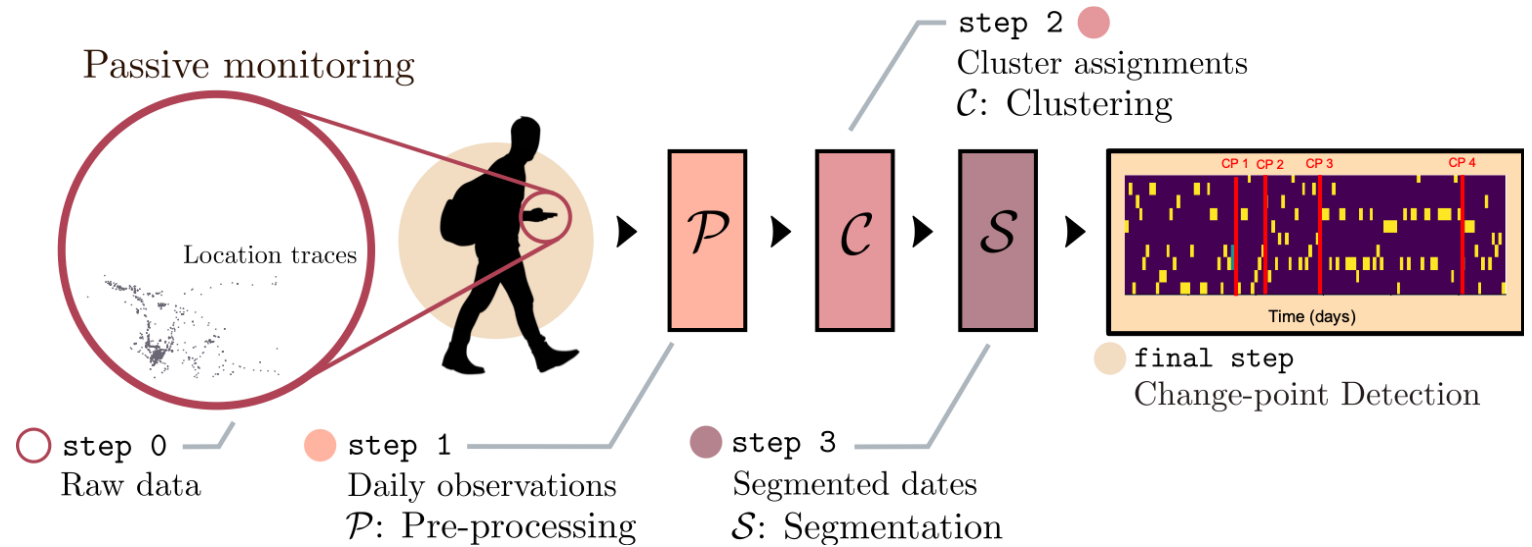 Passive monitoring
Location traces
step 0
Raw data
step 1
Daily observations
𝒫: Pre-processing
𝒫
step 2
Cluster assignments
𝒞: Clustering
𝒞
step 3
Segmented dates
𝒮: Segmentation
𝒮
CP 1 CP 2 CP 3 CP 4
Time (days)
final step
Change-point Detection